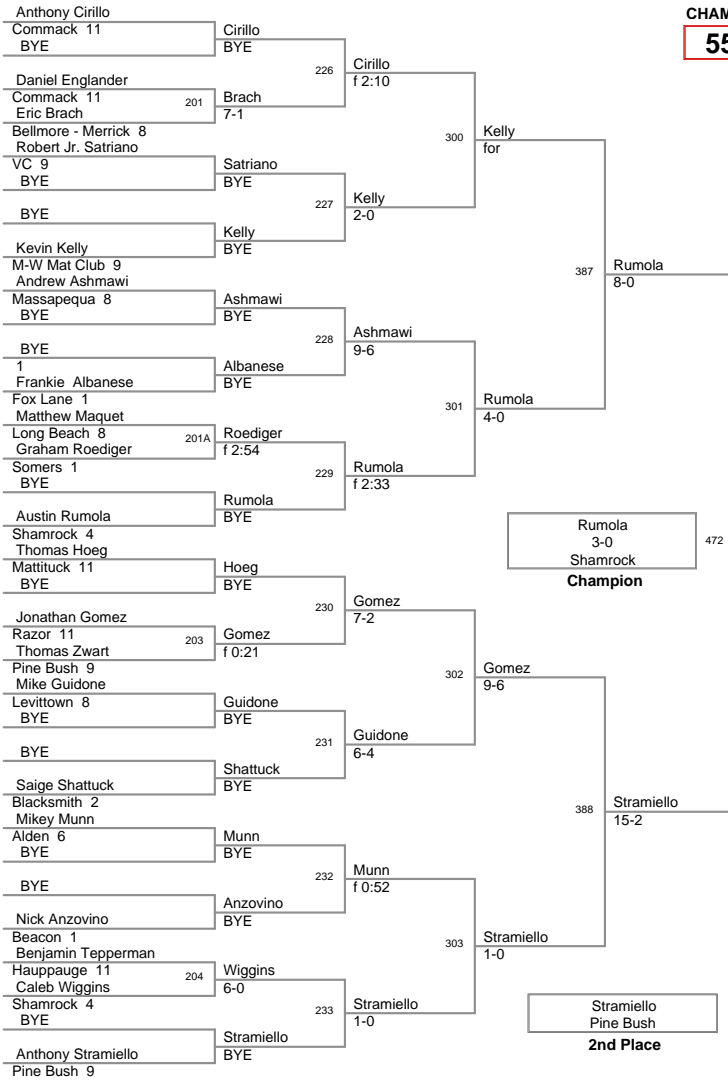 Anthony Cirillo
Commack 11
BYE
Daniel Englander
Commack 11
Eric Brach
Bellmore - Merrick 8
Robert Jr. Satriano
VC 9
BYE
BYE
Kevin Kelly
M-W Mat Club 9
Andrew Ashmawi
Massapequa 8
BYE
BYE
1
Frankie Albanese
Fox Lane 1
Matthew Maquet
Long Beach 8
Graham Roediger
Somers 1
BYE
Austin Rumola
Shamrock 4
Thomas Hoeg
Mattituck 11
BYE
Jonathan Gomez
Razor 11
Thomas Zwart
Pine Bush 9
Mike Guidone
Levittown 8
BYE
BYE
Saige Shattuck
Blacksmith 2
Mikey Munn
Alden 6
BYE
BYE
Nick Anzovino
Beacon 1
Benjamin Tepperman
Hauppauge 11
Caleb Wiggins
Shamrock 4
BYE
Anthony Stramiello
Pine Bush 9
201
201A
203
204
Cirillo
BYE
Brach
7-1
Satriano
BYE
Kelly
BYE
Ashmawi
BYE
Albanese
BYE
Roediger
f 2:54
Rumola
BYE
Hoeg
BYE
Gomez
f 0:21
Guidone
BYE
Shattuck
BYE
Munn
BYE
Anzovino
BYE
Wiggins
6-0
Stramiello
BYE
226
227
228
229
230
231
232
233
Cirillo
f 2:10
Kelly
2-0
Ashmawi
9-6
Rumola
f 2:33
Gomez
7-2
Guidone
6-4
Munn
f 0:52
Stramiello
1-0
300
301
302
303
Kelly
for
Rumola
4-0
Gomez
9-6
Stramiello
1-0
387
388
Rumola
8-0
Stramiello
15-2
CHAM
55
Rumola
3-0
Shamrock
472
Champion
Stramiello
Pine Bush
2nd Place